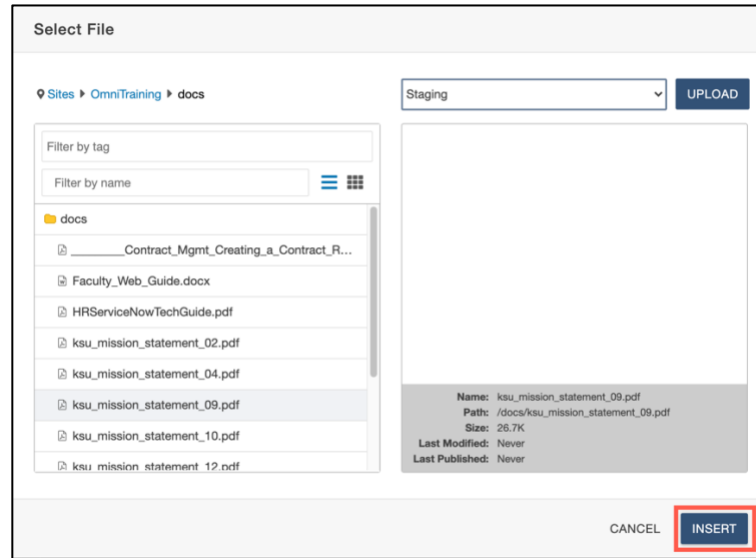 Select File
Sites ▶ OmniTraining ▶ docs
Staging
UPLOAD
Filter by tag
Filter by name
docs
________Contract_Mgmt_Creating_a_Contract_R...
Faculty_Web_Guide.docx
HRServiceNowTechGuide.pdf
ksu_mission_statement_02.pdf
ksu_mission_statement_04.pdf
ksu_mission_statement_09.pdf
ksu_mission_statement_10.pdf
ksu_mission_statement_12.pdf
Name: ksu_mission_statement_09.pdf
Path: /docs/ksu_mission_statement_09.pdf
Size: 26.7K
Last Modified: Never
Last Published: Never
CANCEL
INSERT